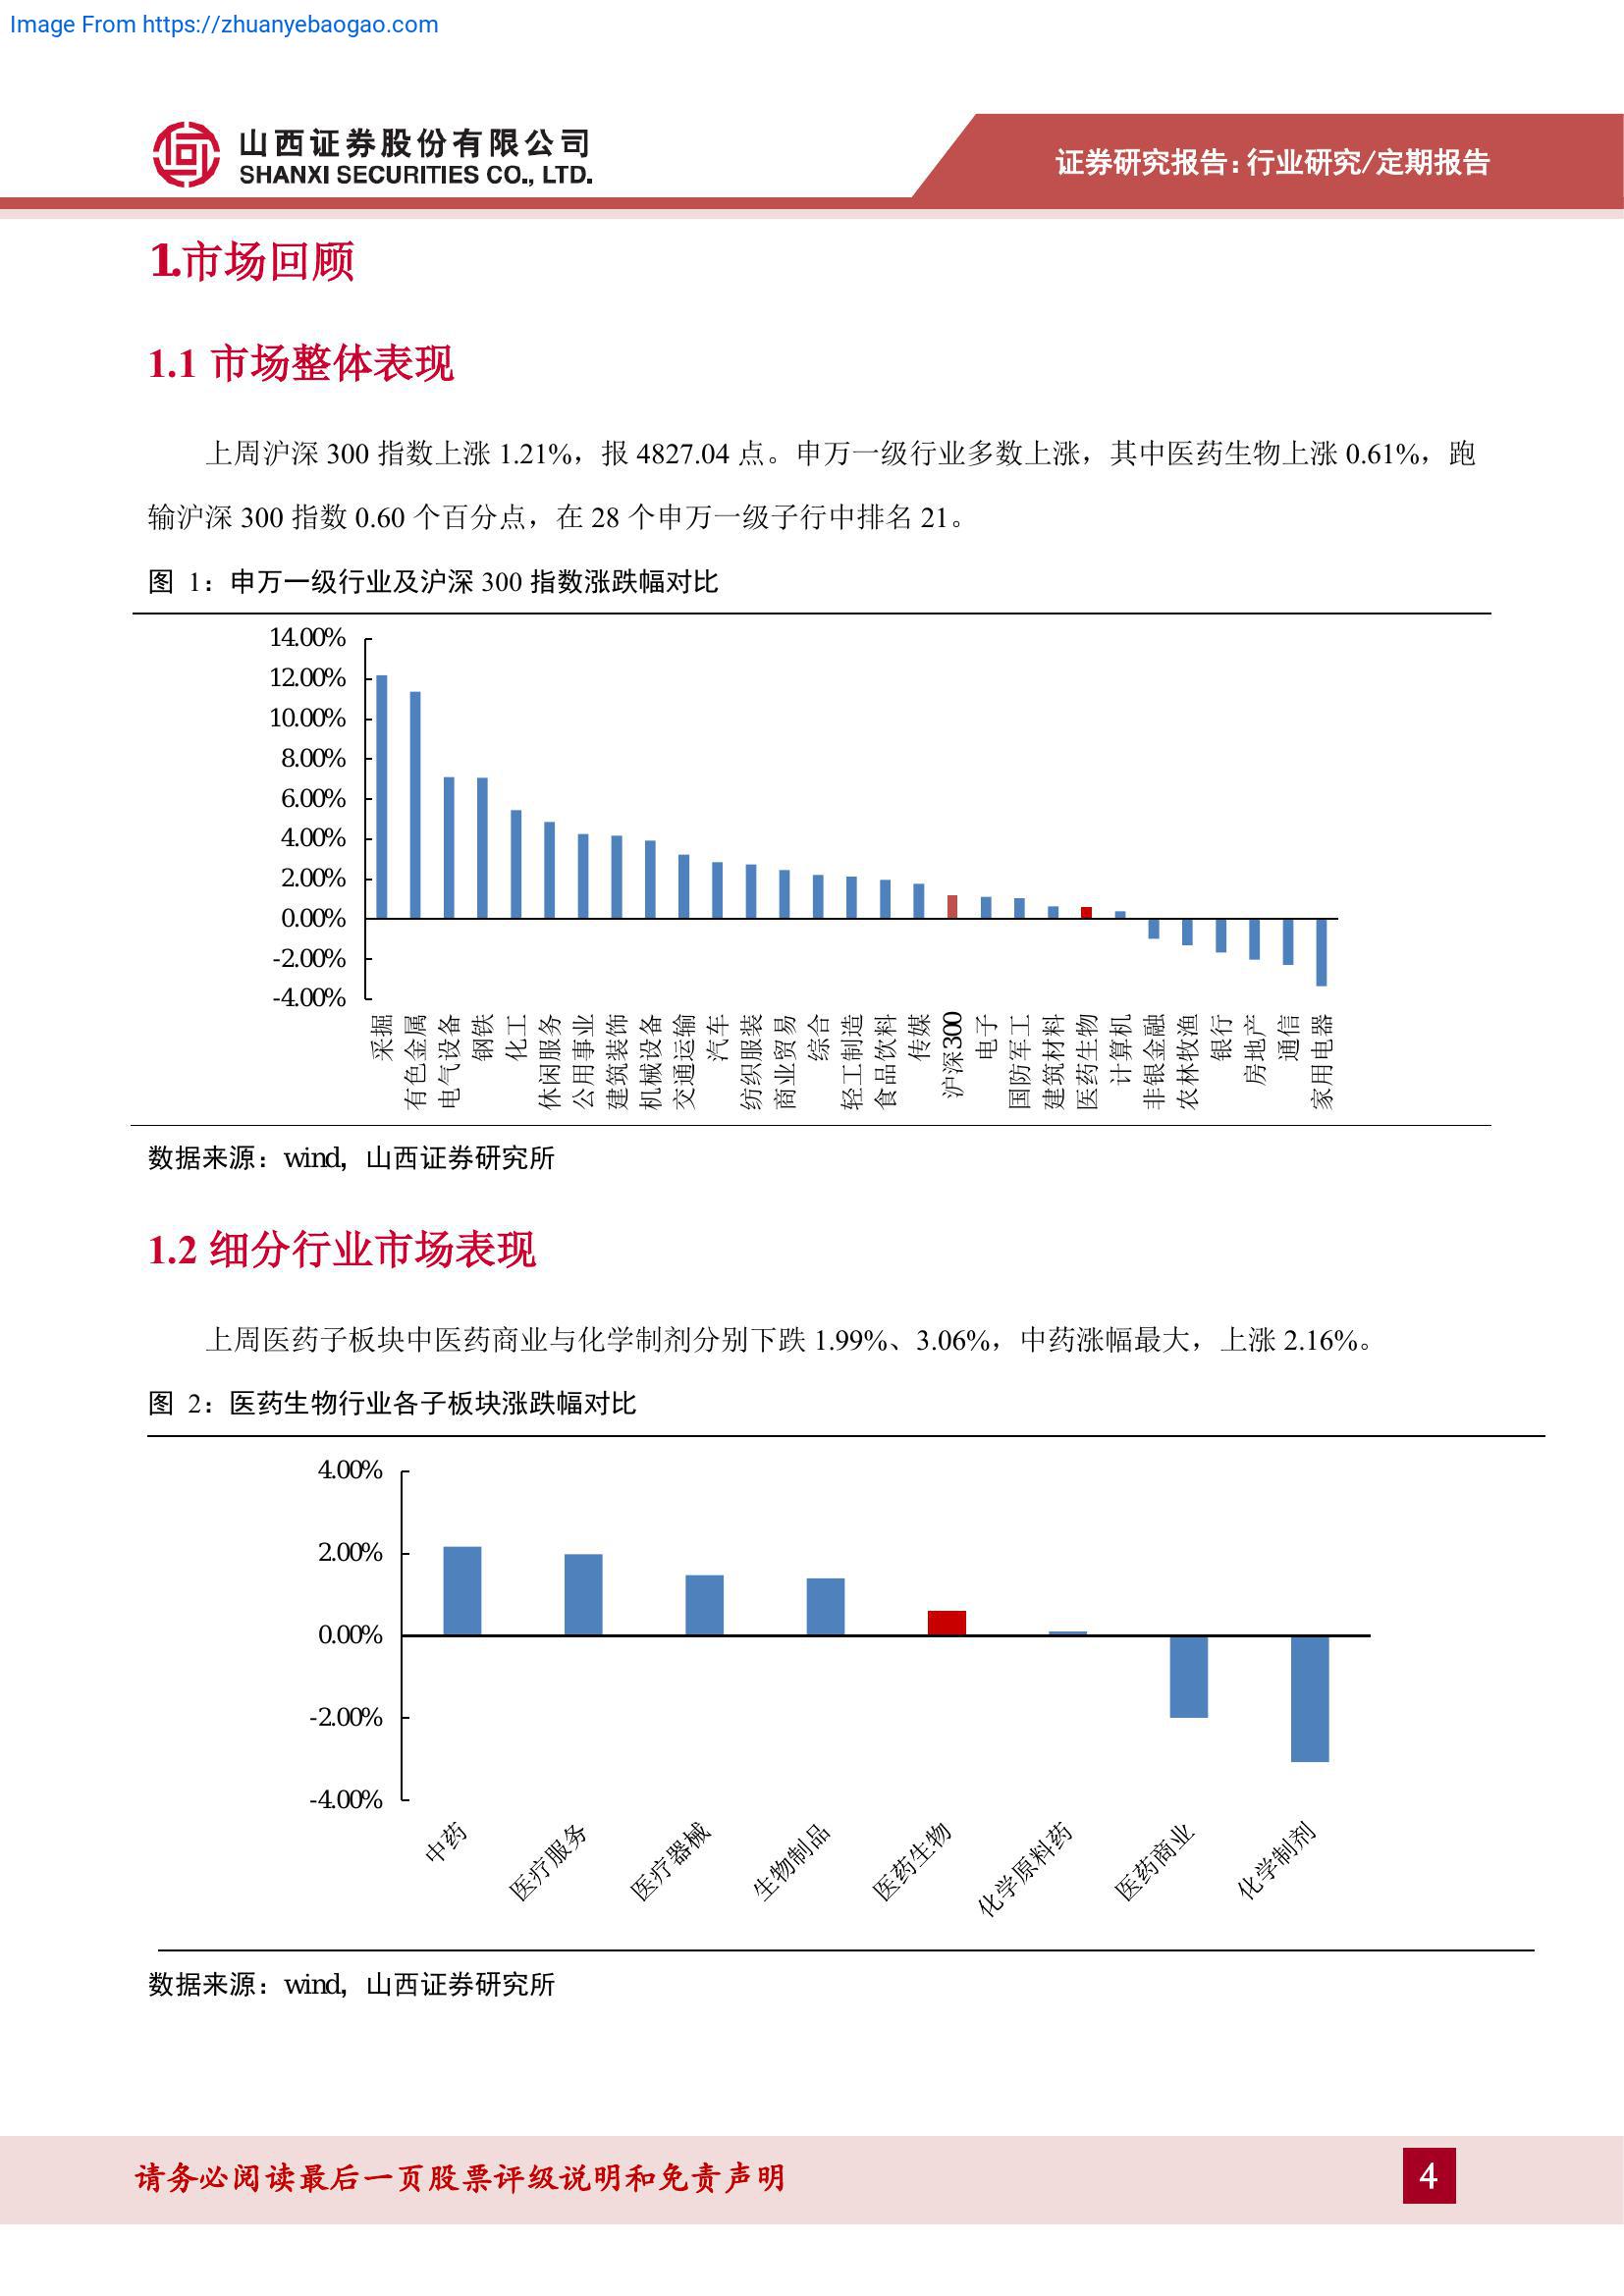 Image From https://zhuanyebaogao.com
山西证券股份有限公司
SHANXI SECURITIES CO., LTD.
证券研究报告:行业研究/定期报告
1.市场回顾
1.1 市场整体表现
上周沪深 300 指数上涨 1.21%，报 4827.04 点。申万一级行业多数上涨，其中医药生物上涨 0.61%，跑
输沪深 300 指数 0.60 个百分点，在 28 个申万一级子行中排名 21。
图 1：申万一级行业及沪深 300 指数涨跌幅对比
14.00%
12.00%
10.00%
8.00%
6.00%
4.00%
2.00%
0.00%
-2.00%
-4.00%
采掘
有色金属
电气设备
钢铁
化工
休闲服务
公用事业
建筑装饰
机械设备
交通运输
汽车
纺织服装
商业贸易
综合
轻工制造
食品饮料
传媒
沪深300
电子
国防军工
建筑材料
医药生物
计算机
非银金融
农林牧渔
银行
房地产
通信
家用电器
数据来源：wind，山西证券研究所
1.2 细分行业市场表现
上周医药子板块中医药商业与化学制剂分别下跌 1.99%、3.06%，中药涨幅最大，上涨 2.16%。
图 2：医药生物行业各子板块涨跌幅对比
4.00%
2.00%
0.00%
-2.00%
-4.00%
中药
医疗服务
医疗器械
生物制品
医药生物
化学原料药
医药商业
化学制剂
数据来源：wind，山西证券研究所
请务必阅读最后一页股票评级说明和免责声明
4